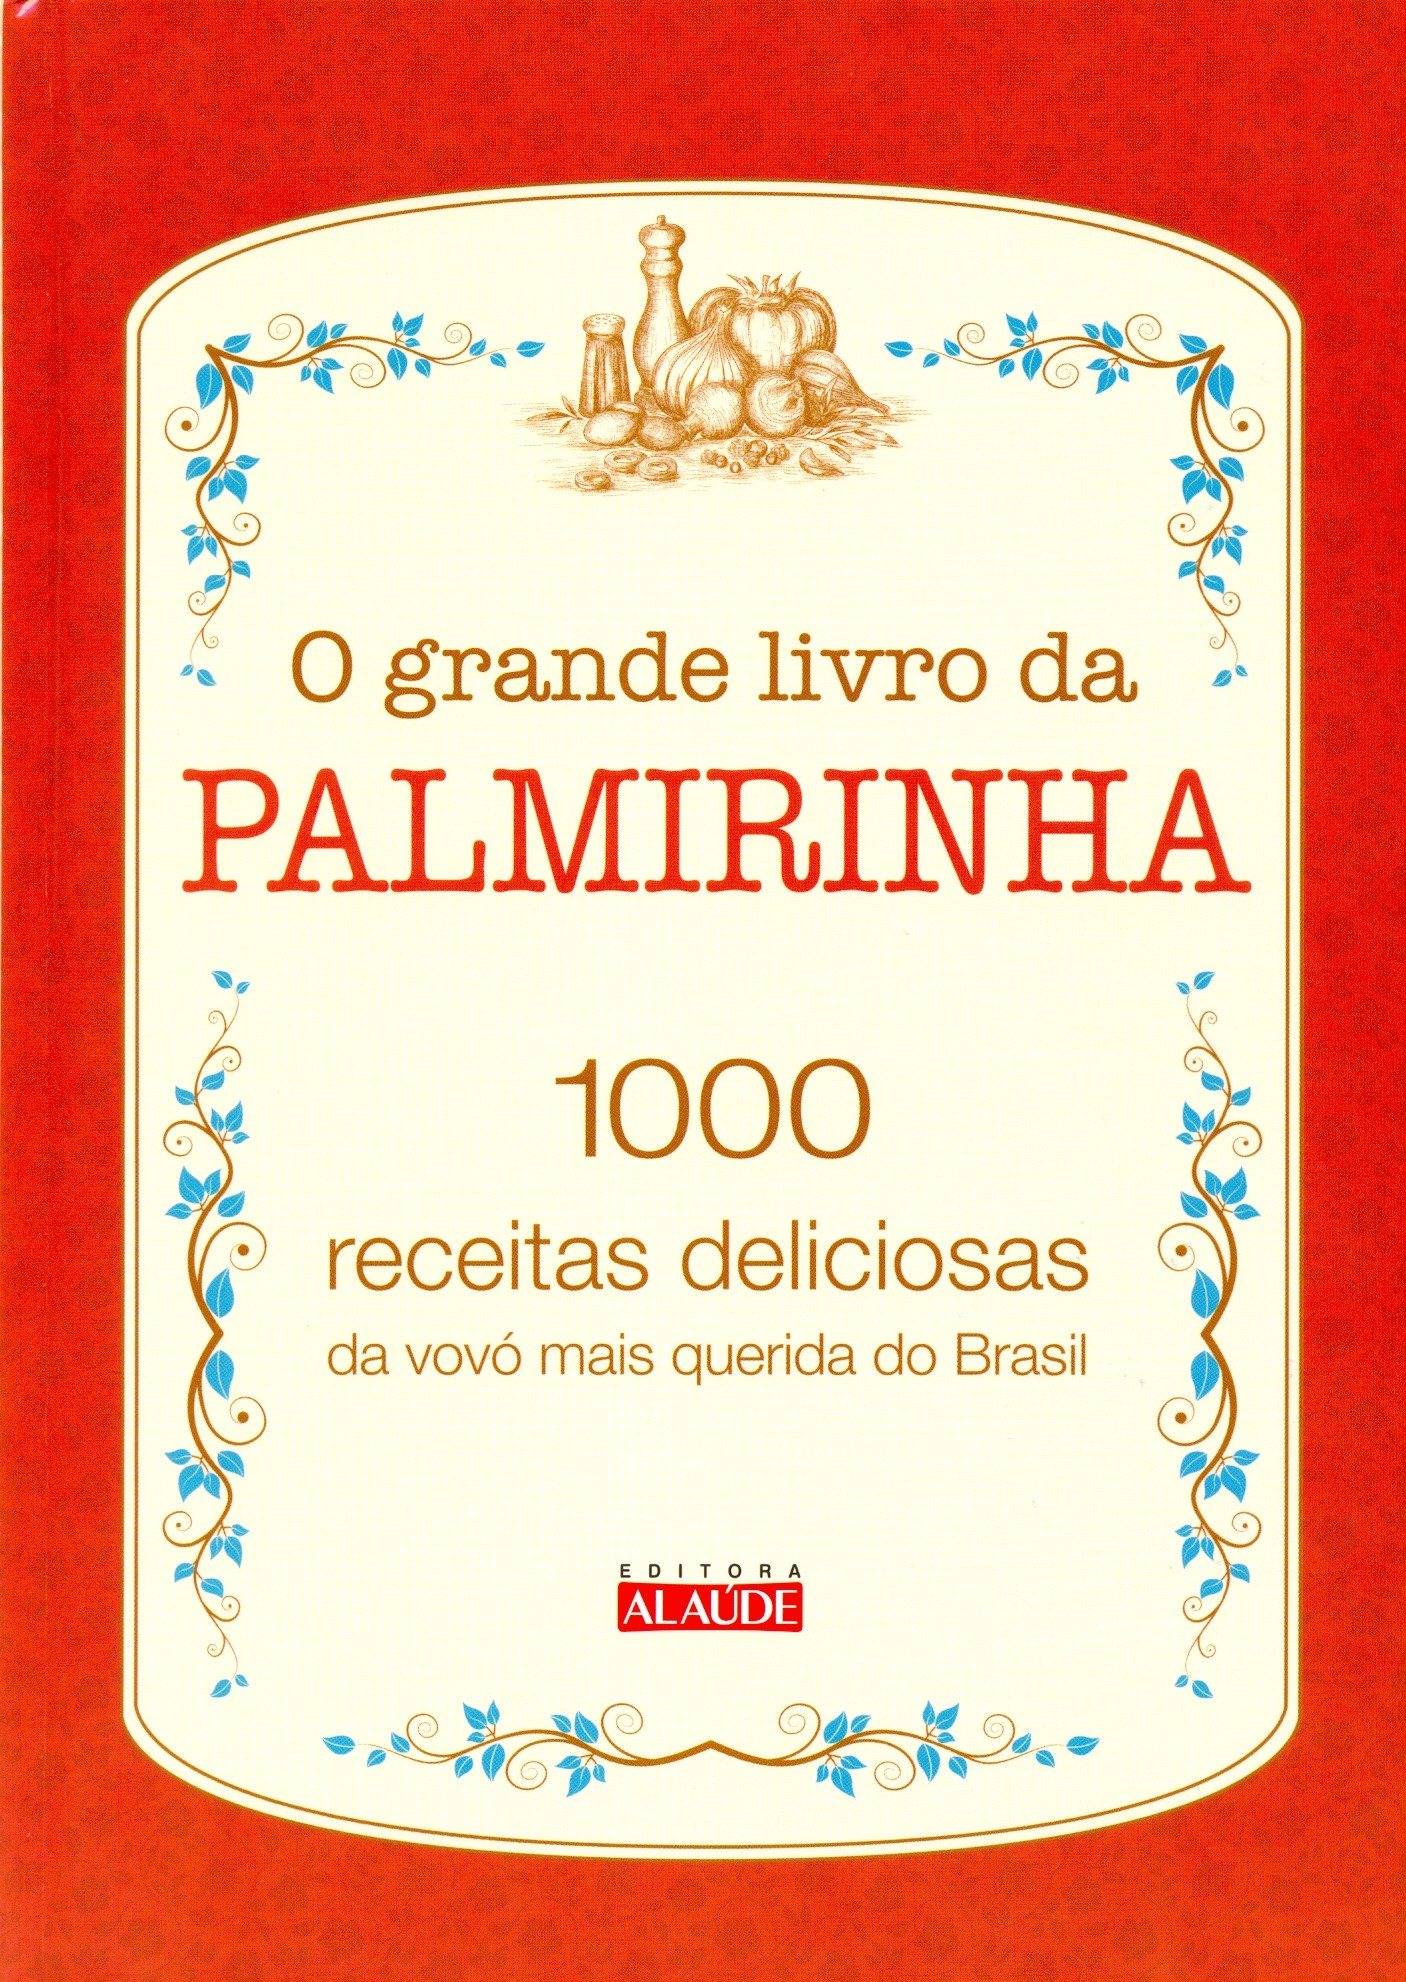 O grande livro da
PALMIRINHA
1000
receitas deliciosas
da vovó mais querida do Brasil
EDITORA
ALAÚDE